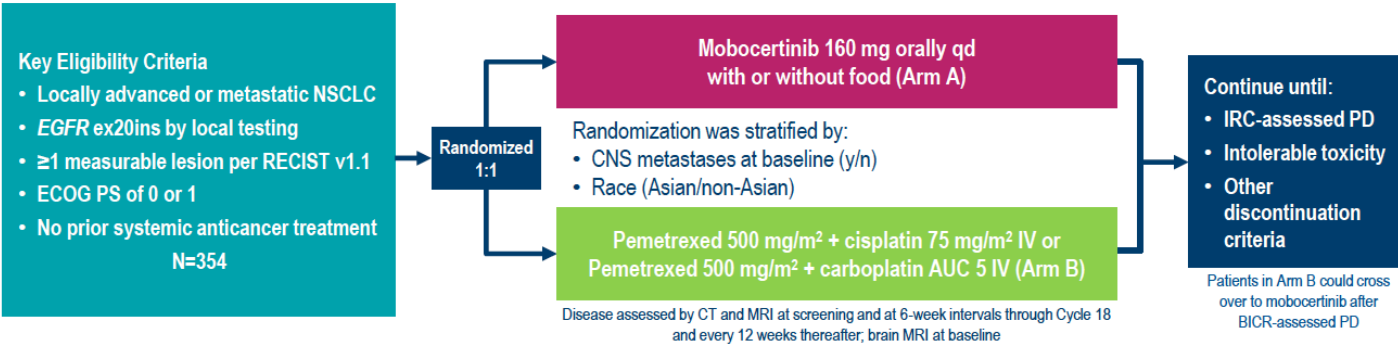 Key Eligibility Criteria
• Locally advanced or metastatic NSCLC
• EGFR ex20ins by local testing
• ≥1 measurable lesion per RECIST v1.1
• ECOG PS of 0 or 1
• No prior systemic anticancer treatment
N=354
Randomized
1:1
Mobocertinib 160 mg orally qd
with or without food (Arm A)
Randomization was stratified by:
• CNS metastases at baseline (y/n)
• Race (Asian/non-Asian)
Pemetrexed 500 mg/m² + cisplatin 75 mg/m² IV or
Pemetrexed 500 mg/m² + carboplatin AUC 5 IV (Arm B)
Disease assessed by CT and MRI at screening and at 6-week intervals through Cycle 18
and every 12 weeks thereafter; brain MRI at baseline
Continue until:
• IRC-assessed PD
• Intolerable toxicity
• Other
discontinuation
criteria
Patients in Arm B could cross
over to mobocertinib after
BICR-assessed PD